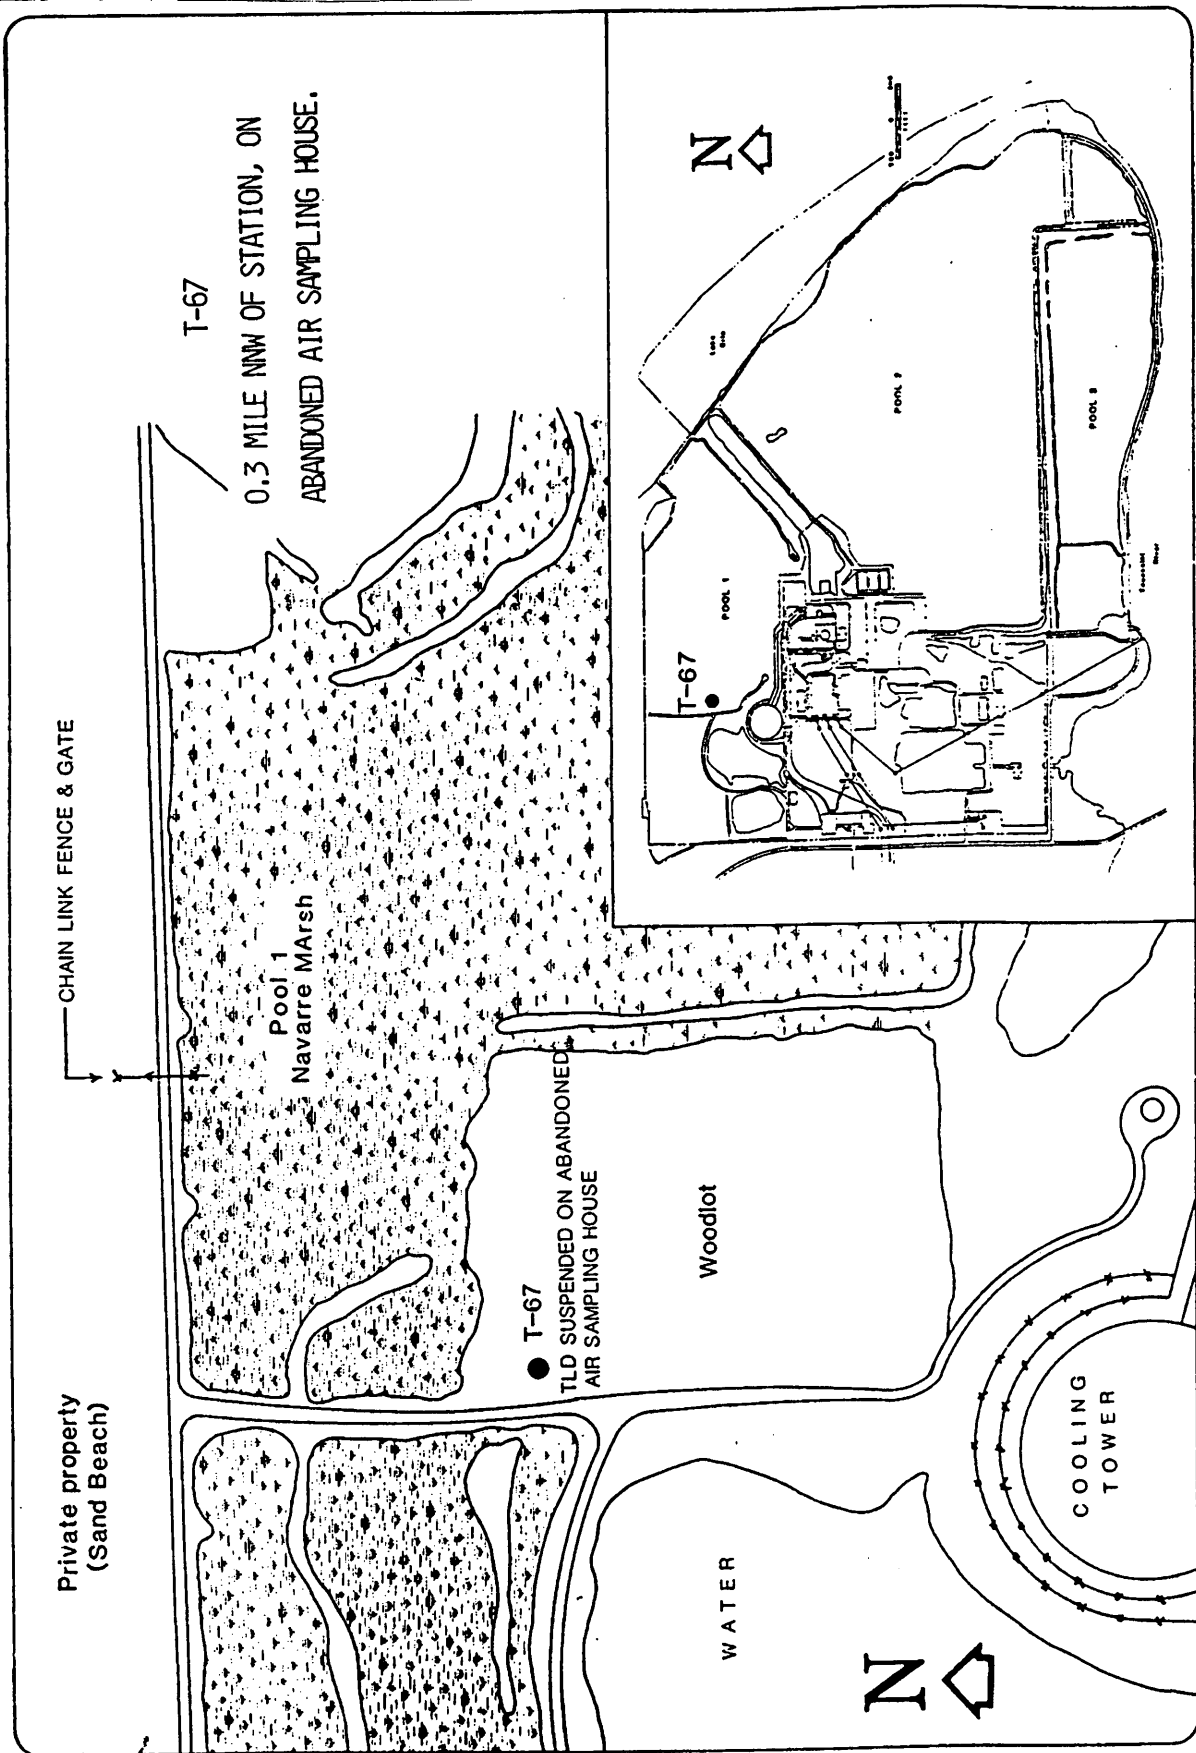 Private property
(Sand Beach)
CHAIN LINK FENCE & GATE
T-67
0.3 MILE NNW OF STATION, ON
ABANDONED AIR SAMPLING HOUSE.
Pool 1
Navarre MArsh
T-67
TLD SUSPENDED ON ABANDONED
AIR SAMPLING HOUSE
Woodlot
WATER
COOLING
TOWER
N
N
T-67
POOL 1
POOL 2
POOL 3
Lake
Erie